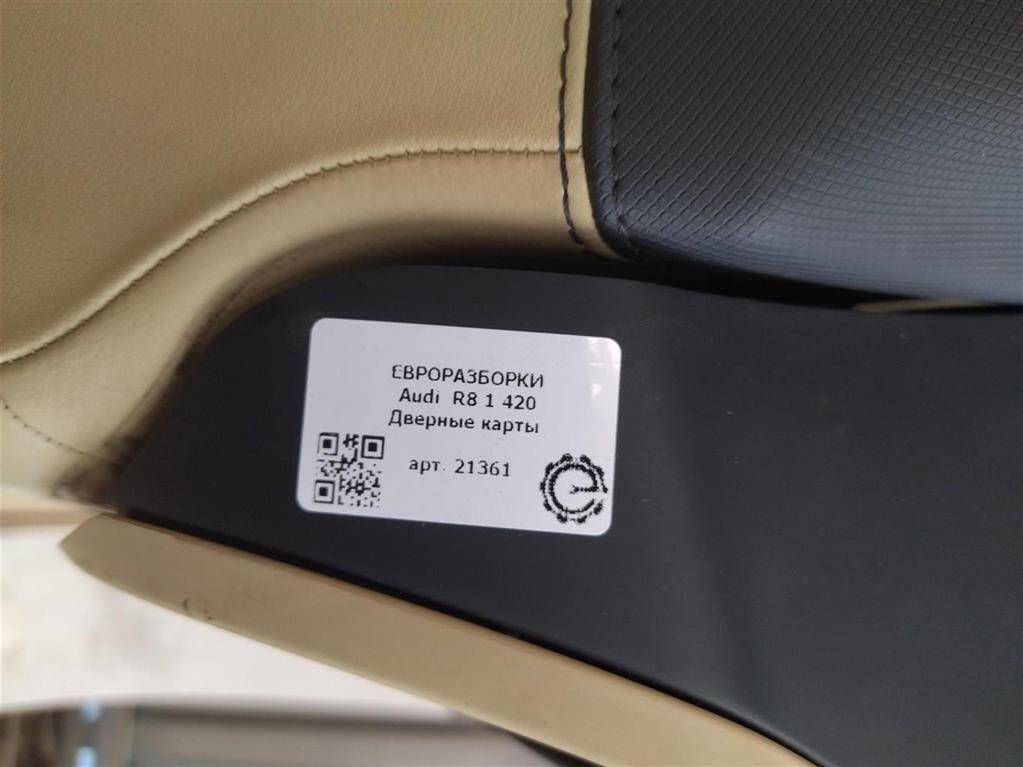 ЕВРОРАЗБОРКИ
Audi R8 1 420
Дверные карты
арт. 21361